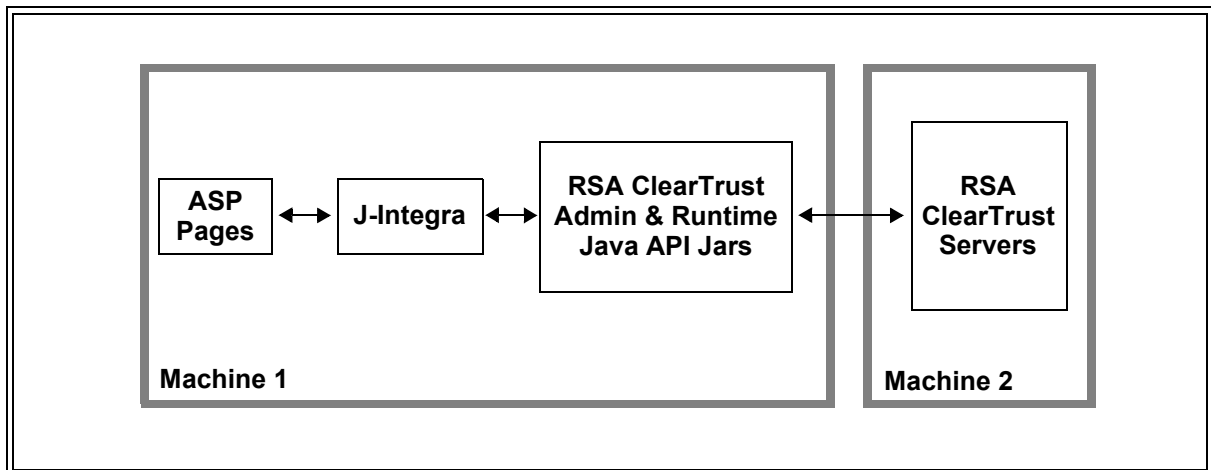 ASP
Pages
J-Integra
RSA ClearTrust
Admin & Runtime
Java API Jars
RSA
ClearTrust
Servers
Machine 1
Machine 2